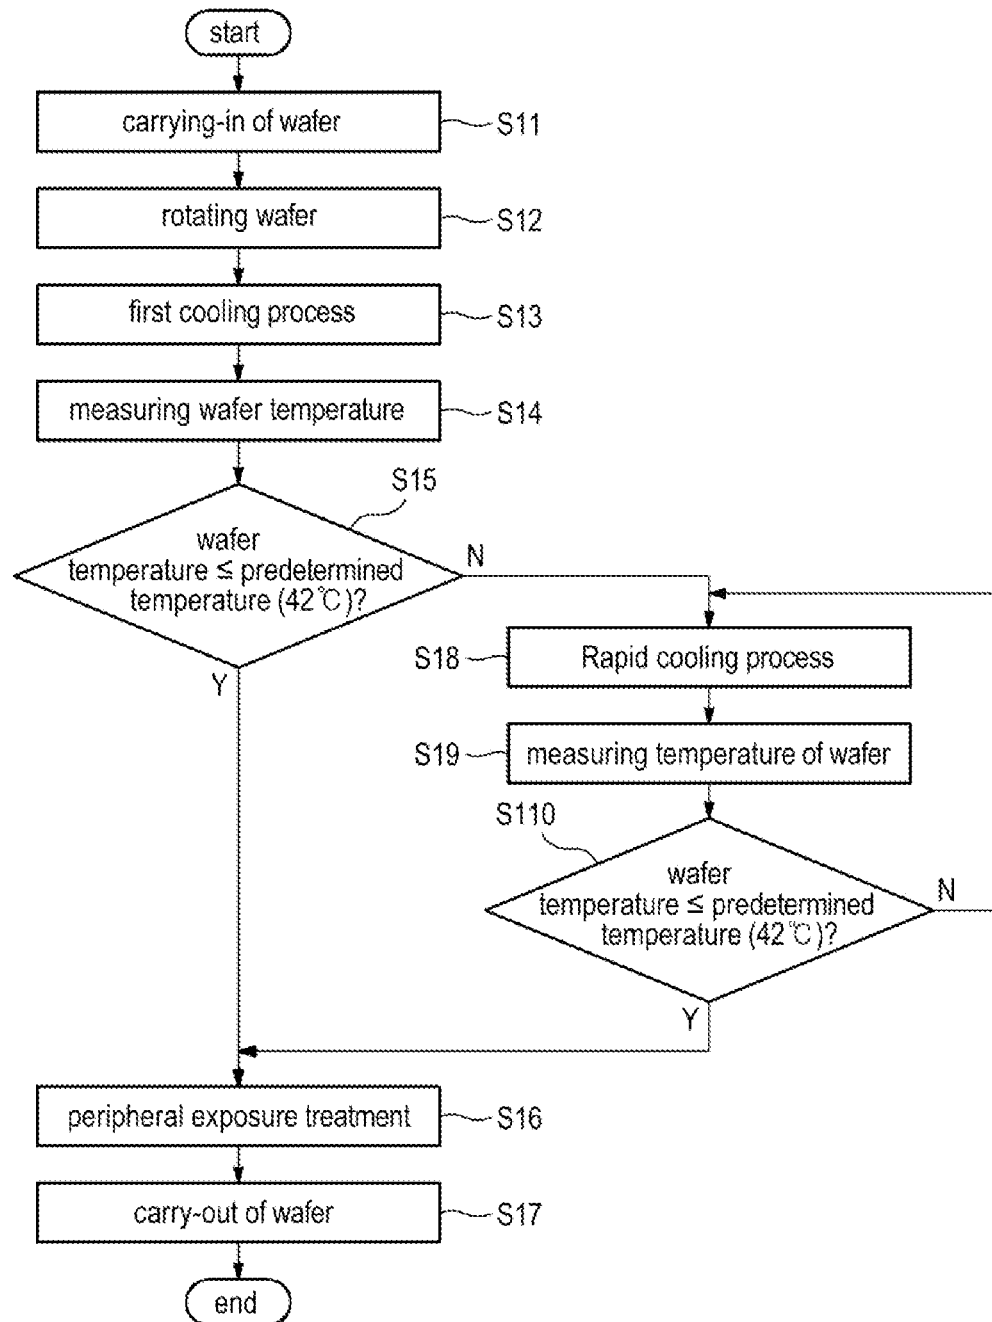 start
carrying-in of wafer
S11
rotating wafer
S12
first cooling process
S13
measuring wafer temperature
S14
S15
wafer
temperature ≤ predetermined
temperature (42℃)?
N
Y
S18
Rapid cooling process
S19
measuring temperature of wafer
S110
wafer
temperature ≤ predetermined
temperature (42℃)?
N
Y
peripheral exposure treatment
S16
carry-out of wafer
S17
end